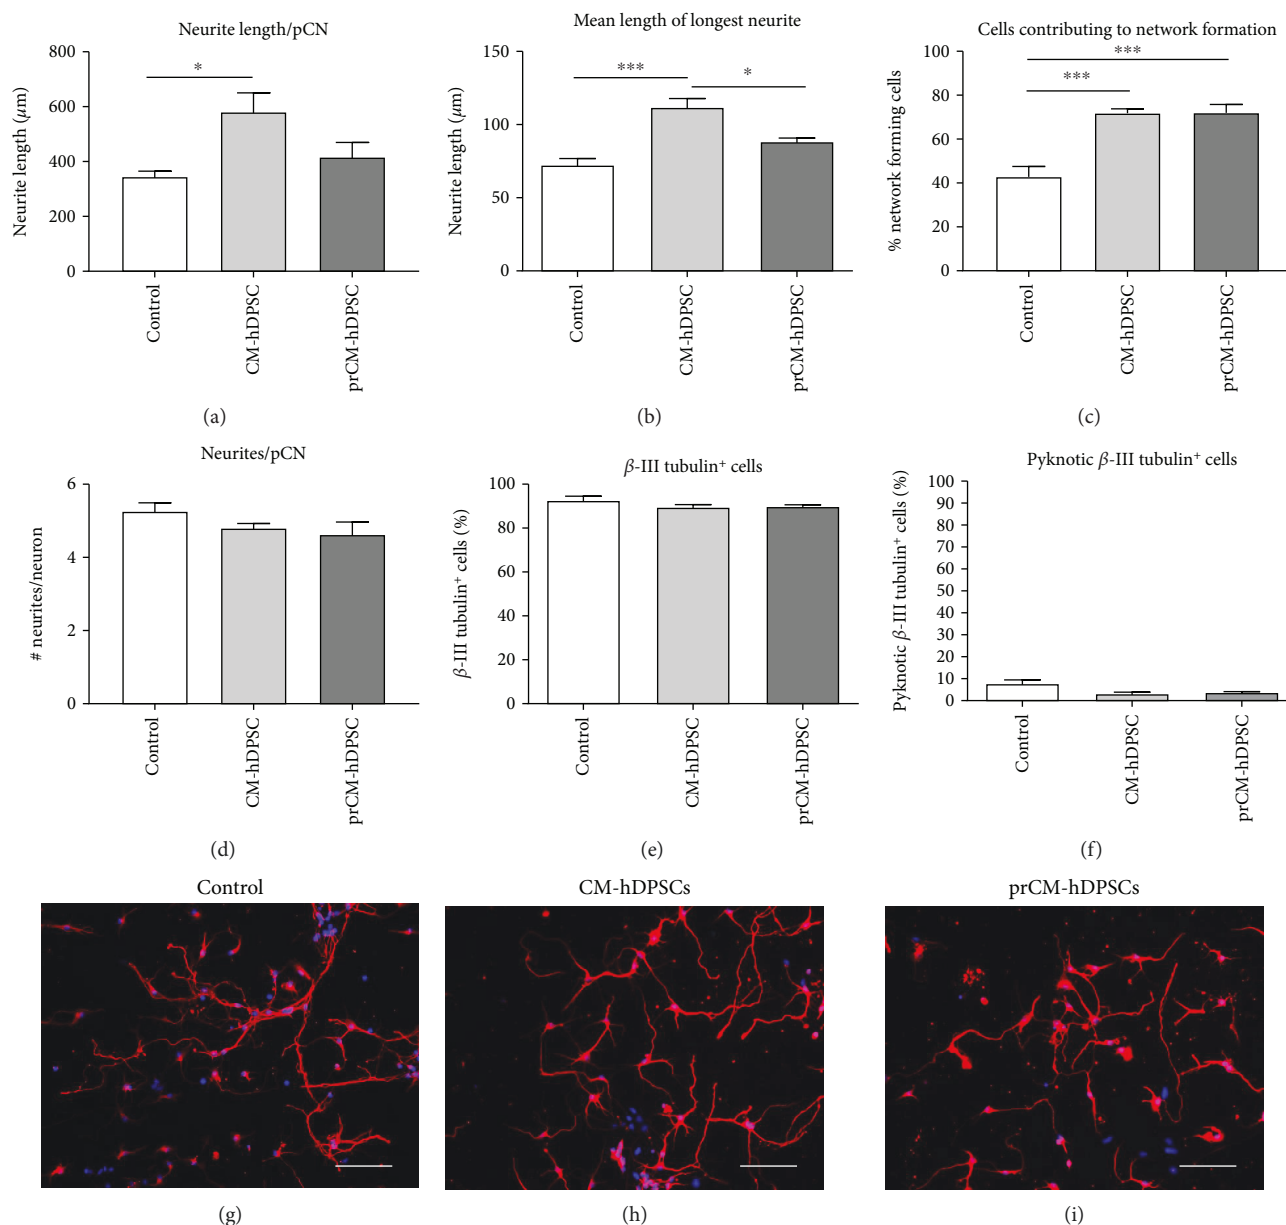 Neurite length/pCN
Neurite length (μm)
800
600
400
200
0
*
Control
CM-hDPSC
prCM-hDPSC
(a)
Mean length of longest neurite
Neurite length (μm)
150
100
50
0
***
*
Control
CM-hDPSC
prCM-hDPSC
(b)
Cells contributing to network formation
% network forming cells
100
80
60
40
20
0
***
***
Control
CM-hDPSC
prCM-hDPSC
(c)
Neurites/pCN
# neurites/neuron
6
4
2
0
Control
CM-hDPSC
prCM-hDPSC
(d)
β-III tubulin⁺ cells
β-III tubulin⁺ cells (%)
100
80
60
40
20
0
Control
CM-hDPSC
prCM-hDPSC
(e)
Pyknotic β-III tubulin⁺ cells
Pyknotic β-III tubulin⁺ cells (%)
100
90
80
70
60
50
40
30
20
10
0
Control
CM-hDPSC
prCM-hDPSC
(f)
Control
(g)
CM-hDPSCs
(h)
prCM-hDPSCs
(i)